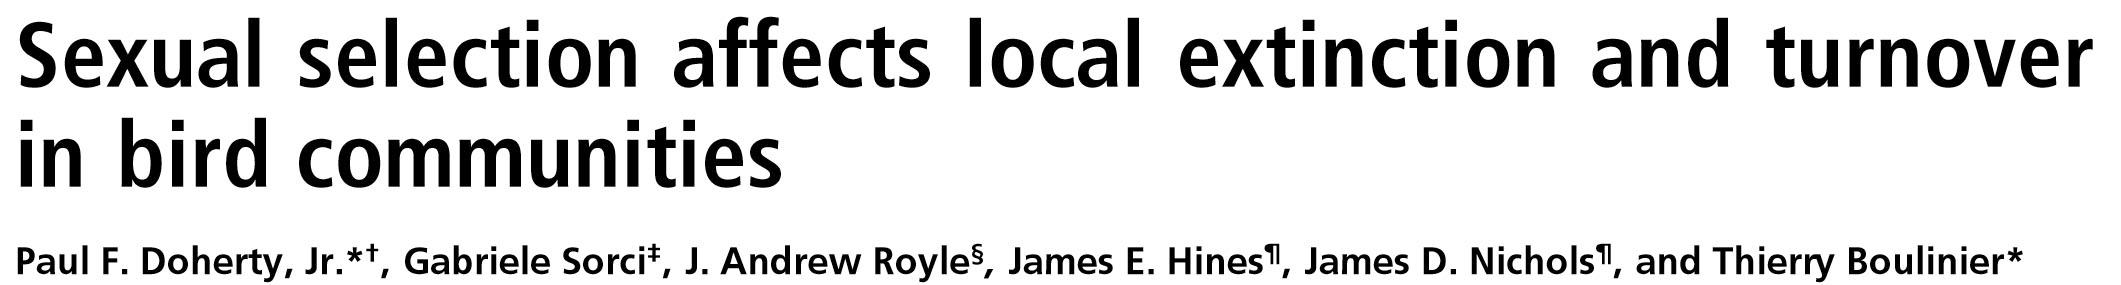 Sexual selection affects local extinction and turnover
in bird communities
Paul F. Doherty, Jr.*†, Gabriele Sorci‡, J. Andrew Royle§, James E. Hines¶, James D. Nichols¶, and Thierry Boulinier*